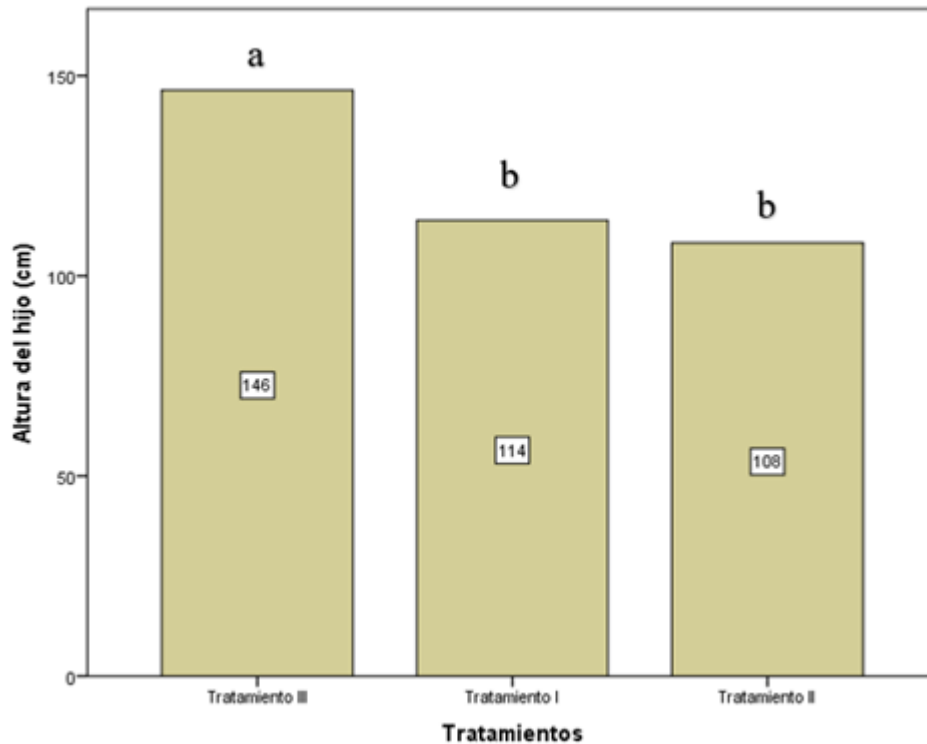 a
b
b
150
100
50
0
Altura del hijo (cm)
146
114
108
Tratamiento III
Tratamiento I
Tratamiento II
Tratamientos